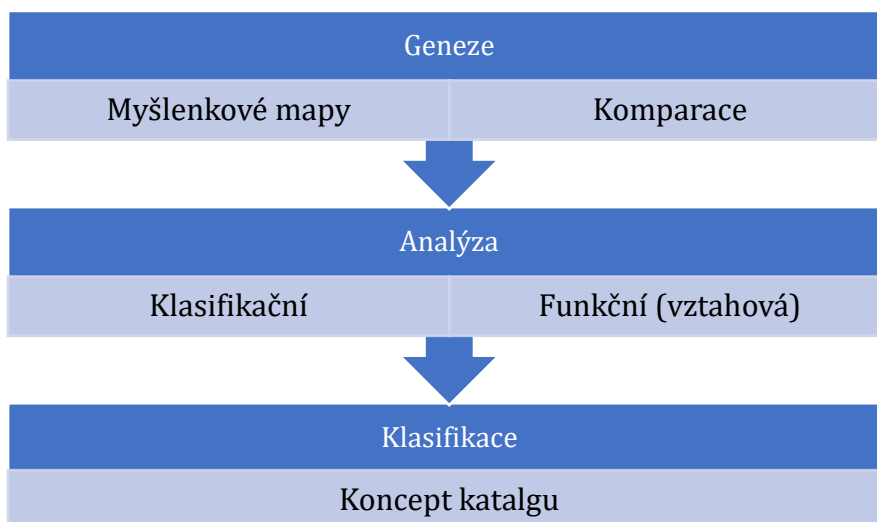 Geneze
Myšlenkové mapy Komparace
Analýza
Klasifikační Funkční (vztahová)
Klasifikace
Koncept katalgu